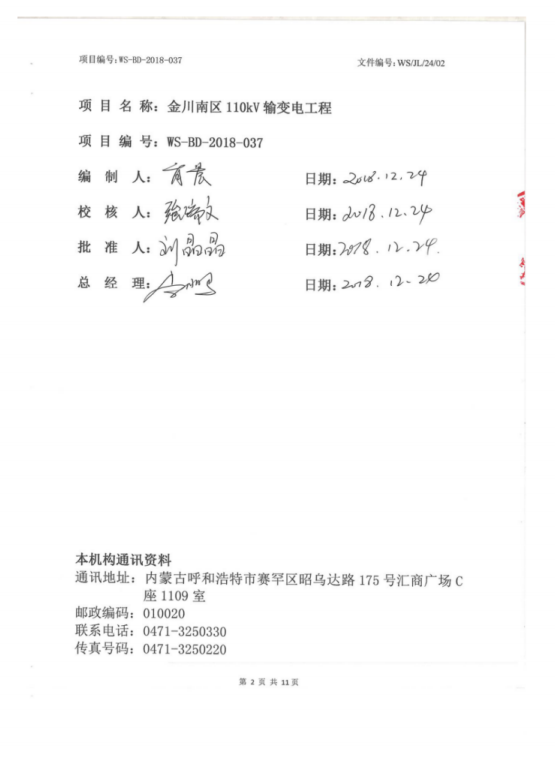 项目编号:WS-BD-2018-037
文件编号:WS/JL/24/02
项 目 名 称:金川南区 110kV 输变电工程
项 目 编 号:WS-BD-2018-037
编 制 人:
日期:2018.12.24
校 核 人:
日期:2018.12.24
批 准 人:刘晶晶
日期:2018.12.24.
总 经 理:
日期:2018.12-20
本机构通讯资料
通讯地址:内蒙古呼和浩特市赛罕区昭乌达路 175 号汇商广场 C
座 1109 室
邮政编码:010020
联系电话:0471-3250330
传真号码:0471-3250220
第 2 页 共 11 页